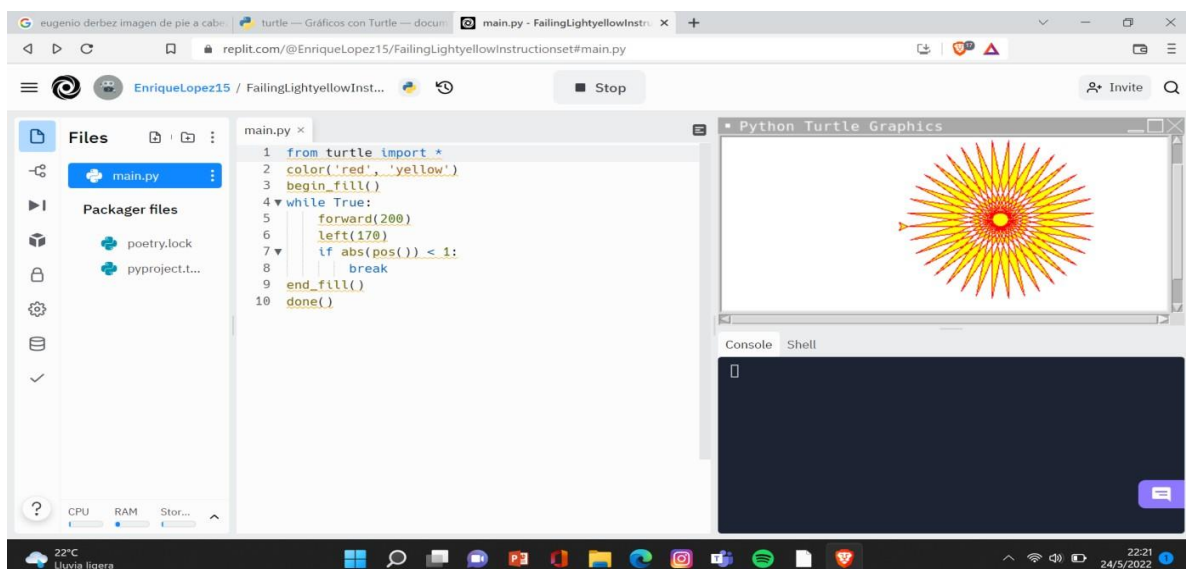 eugenio derbez imagen de pie a cabe
turtle — Gráficos con Turtle — docum
main.py - FailingLightyellowInstru
replit.com/@EnriqueLopez15/FailingLightyellowInstructionset#main.py
17
EnriqueLopez15 / FailingLightyellowInst...
Stop
Invite
Files
main.py
Packager files
poetry.lock
pyproject.t...
CPU RAM Stor...
main.py
1 from turtle import *
2 color('red', 'yellow')
3 begin_fill()
4 while True:
5 forward(200)
6 left(170)
7 if abs(pos()) < 1:
8 break
9 end_fill()
10 done()
Python Turtle Graphics
Console Shell
22°C
Lluvia ligera
22:21
24/5/2022
1